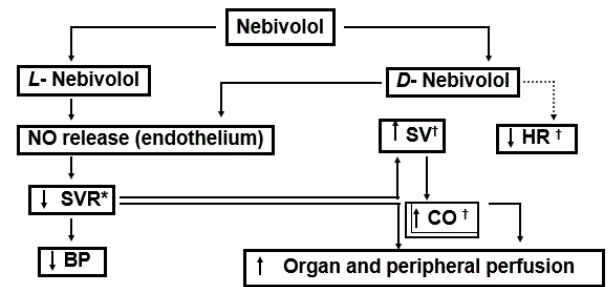 Nebivolol
L- Nebivolol
D- Nebivolol
NO release (endothelium)
↑ SV†
↓ HR †
↓ SVR*
↑ CO †
↓ BP
↑ Organ and peripheral perfusion